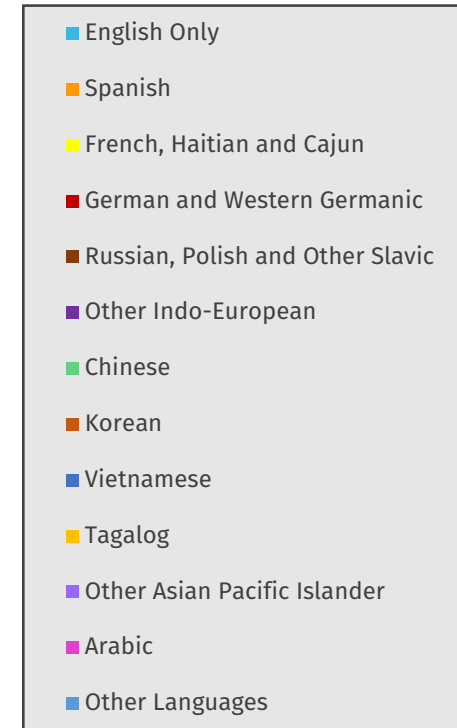 English Only
Spanish
French, Haitian and Cajun
German and Western Germanic
Russian, Polish and Other Slavic
Other Indo-European
Chinese
Korean
Vietnamese
Tagalog
Other Asian Pacific Islander
Arabic
Other Languages